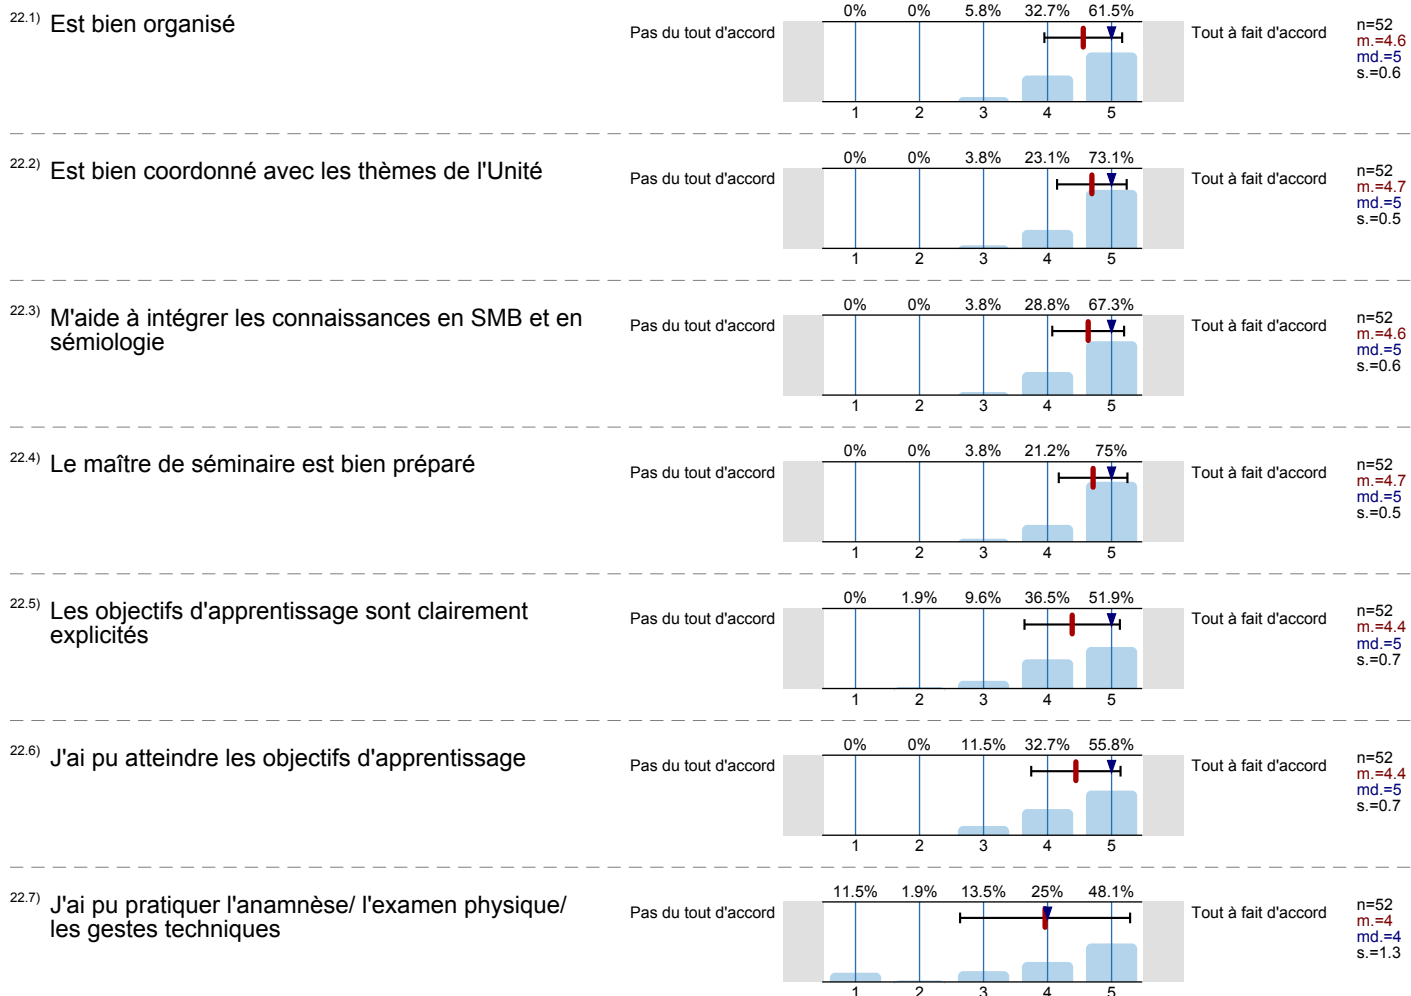 22.1) Est bien organisé
Pas du tout d'accord
0% 0% 5.8% 32.7% 61.5%
1 2 3 4 5
Tout à fait d'accord
n=52
m.=4.6
md.=5
s.=0.6
22.2) Est bien coordonné avec les thèmes de l'Unité
Pas du tout d'accord
0% 0% 3.8% 23.1% 73.1%
1 2 3 4 5
Tout à fait d'accord
n=52
m.=4.7
md.=5
s.=0.5
22.3) M'aide à intégrer les connaissances en SMB et en
sémiologie
Pas du tout d'accord
0% 0% 3.8% 28.8% 67.3%
1 2 3 4 5
Tout à fait d'accord
n=52
m.=4.6
md.=5
s.=0.6
22.4) Le maître de séminaire est bien préparé
Pas du tout d'accord
0% 0% 3.8% 21.2% 75%
1 2 3 4 5
Tout à fait d'accord
n=52
m.=4.7
md.=5
s.=0.5
22.5) Les objectifs d'apprentissage sont clairement
explicités
Pas du tout d'accord
0% 1.9% 9.6% 36.5% 51.9%
1 2 3 4 5
Tout à fait d'accord
n=52
m.=4.4
md.=5
s.=0.7
22.6) J'ai pu atteindre les objectifs d'apprentissage
Pas du tout d'accord
0% 0% 11.5% 32.7% 55.8%
1 2 3 4 5
Tout à fait d'accord
n=52
m.=4.4
md.=5
s.=0.7
22.7) J'ai pu pratiquer l'anamnèse/ l'examen physique/
les gestes techniques
Pas du tout d'accord
11.5% 1.9% 13.5% 25% 48.1%
1 2 3 4 5
Tout à fait d'accord
n=52
m.=4
md.=4
s.=1.3